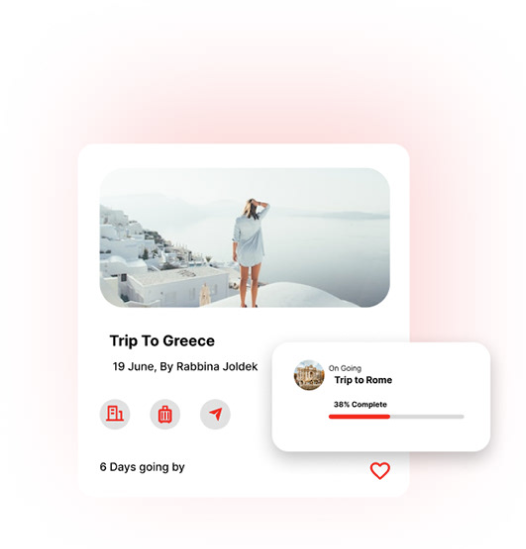 Trip To Greece
19 June, By Rabbina Joldek
On Going
Trip to Rome
38% Complete
6 Days going by